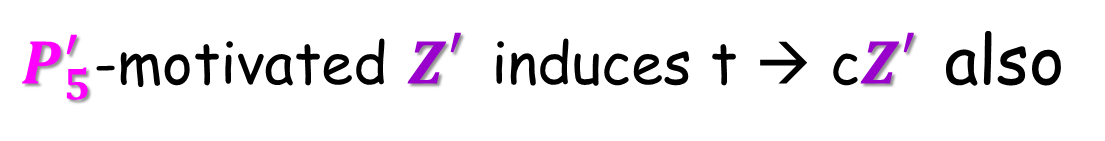 P′₅-motivated Z′ induces t → cZ′ also